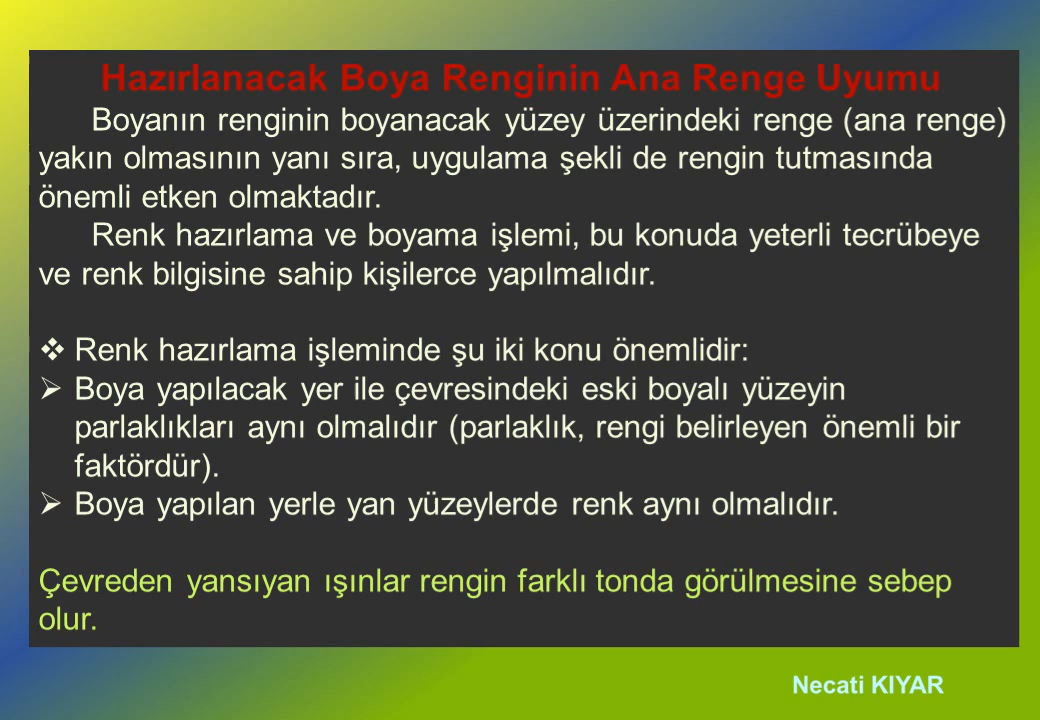 Hazırlanacak Boya Renginin Ana Renge Uyumu
Boyanın renginin boyanacak yüzey üzerindeki renge (ana renge)
yakın olmasının yanı sıra, uygulama şekli de rengin tutmasında
önemli etken olmaktadır.
Renk hazırlama ve boyama işlemi, bu konuda yeterli tecrübeye
ve renk bilgisine sahip kişilerce yapılmalıdır.
❖ Renk hazırlama işleminde şu iki konu önemlidir:
➢ Boya yapılacak yer ile çevresindeki eski boyalı yüzeyin
parlaklıkları aynı olmalıdır (parlaklık, rengi belirleyen önemli bir
faktördür).
➢ Boya yapılan yerle yan yüzeylerde renk aynı olmalıdır.
Çevreden yansıyan ışınlar rengin farklı tonda görülmesine sebep
olur.
Necati KIYAR